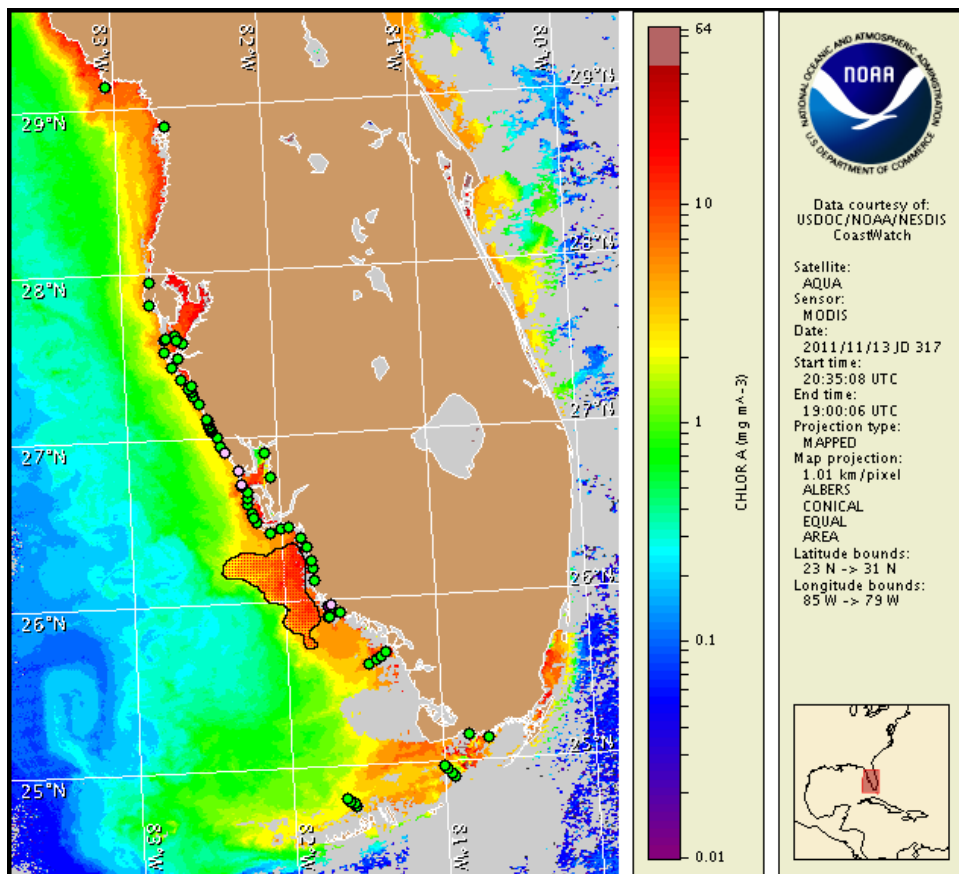 83°W
82°W
81°W
80°W
29°N
29°N
28°N
28°N
27°N
27°N
26°N
26°N
25°N
25°N
83°W
82°W
81°W
64
10
1
0.1
0.01
CHLOR A (mg m^-3)
NATIONAL OCEANIC AND ATMOSPHERIC ADMINISTRATION
NOAA
U.S. DEPARTMENT OF COMMERCE
Data courtesy of:
USDOC/NOAA/NESDIS
CoastWatch
Satellite:
AQUA
Sensor:
MODIS
Date:
2011/11/13 JD 317
Start time:
20:35:08 UTC
End time:
19:00:06 UTC
Projection type:
MAPPED
Map projection:
1.01 km/pixel
ALBERS
CONICAL
EQUAL
AREA
Latitude bounds:
23 N -> 31 N
Longitude bounds:
85 W -> 79 W